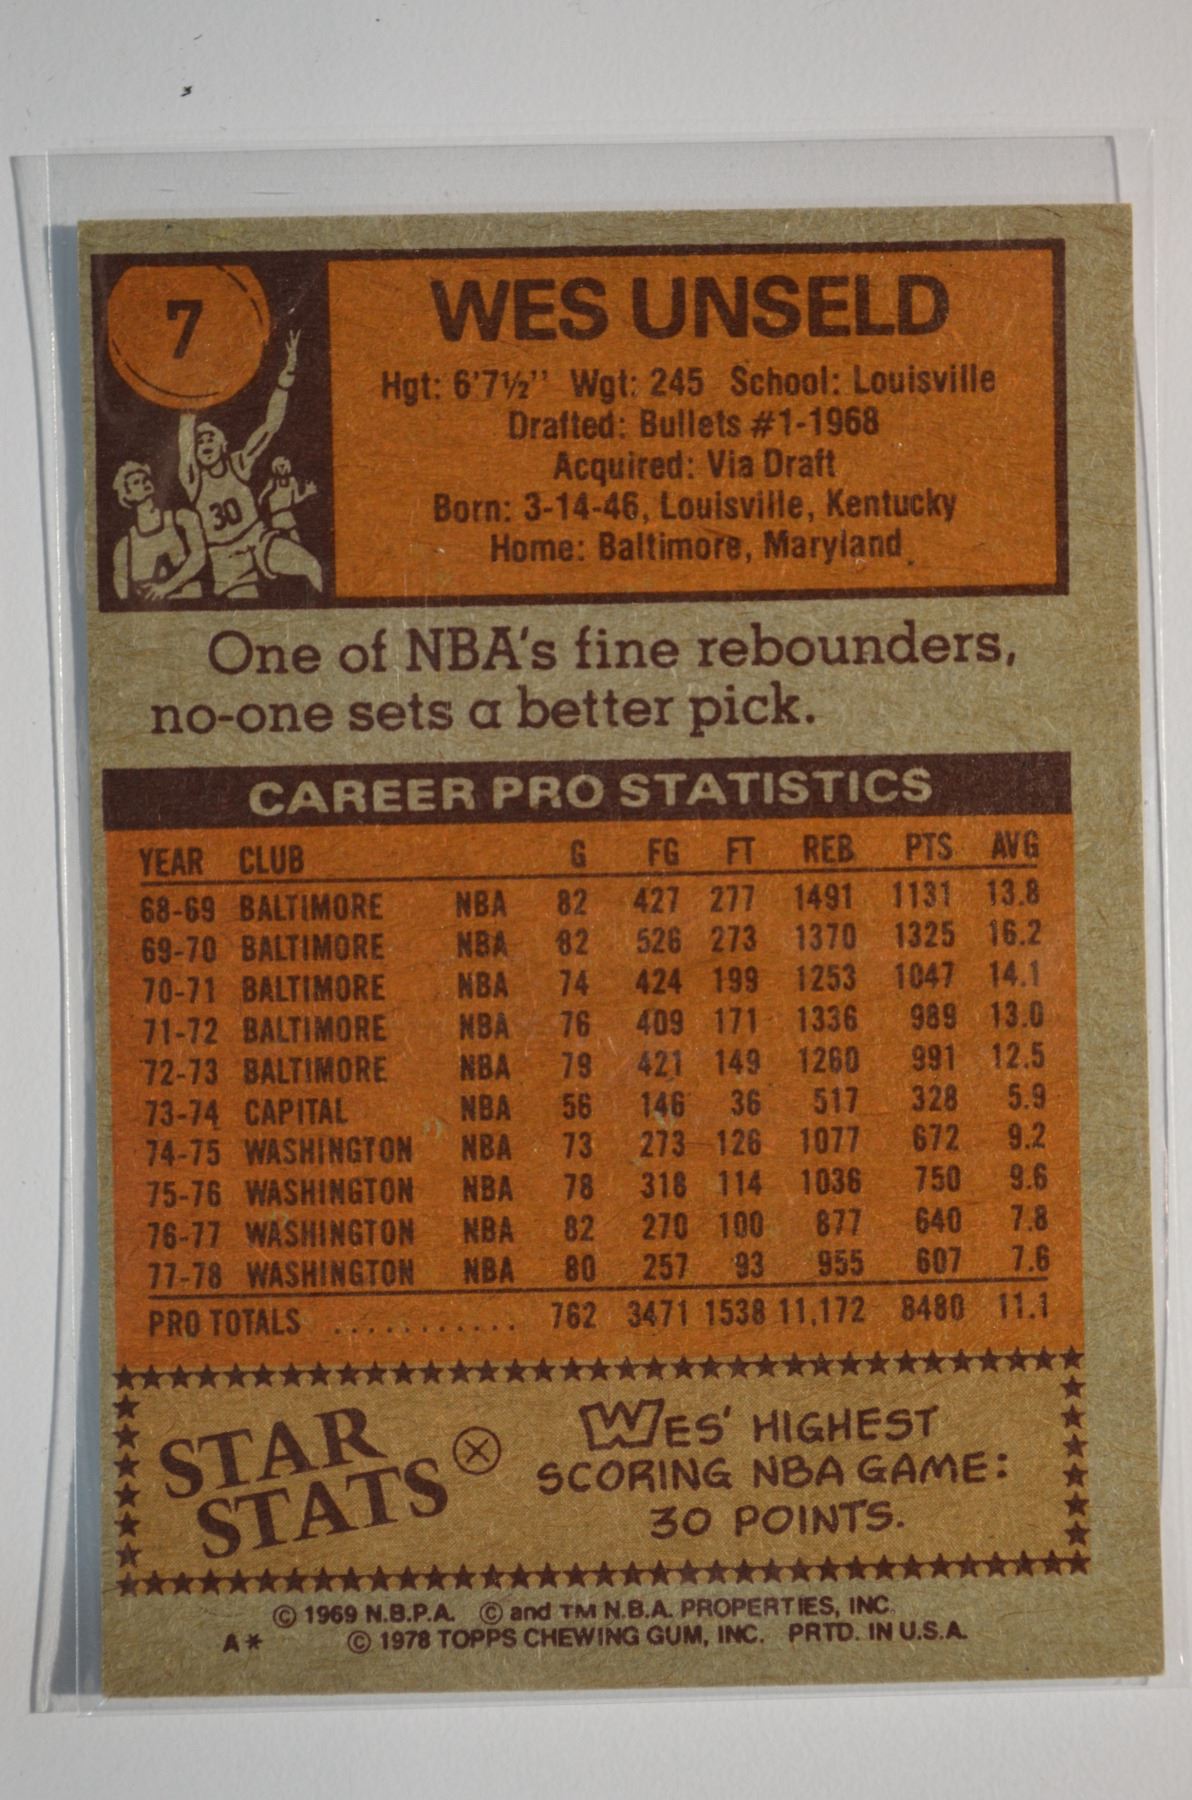 7
30
WES UNSELD
Hgt: 6'7½'' Wgt: 245 School: Louisville
Drafted: Bullets #1-1968
Acquired: Via Draft
Born: 3-14-46, Louisville, Kentucky
Home: Baltimore, Maryland
One of NBA's fine rebounders,
no-one sets a better pick.
CAREER PRO STATISTICS
YEAR CLUB G FG FT REB PTS AVG
68-69 BALTIMORE NBA 82 427 277 1491 1131 13.8
69-70 BALTIMORE NBA 82 526 273 1370 1325 16.2
70-71 BALTIMORE NBA 74 424 199 1253 1047 14.1
71-72 BALTIMORE NBA 76 409 171 1336 989 13.0
72-73 BALTIMORE NBA 79 421 149 1260 991 12.5
73-74 CAPITAL NBA 56 146 36 517 328 5.9
74-75 WASHINGTON NBA 73 273 126 1077 672 9.2
75-76 WASHINGTON NBA 78 318 114 1036 750 9.6
76-77 WASHINGTON NBA 82 270 100 877 640 7.8
77-78 WASHINGTON NBA 80 257 93 955 607 7.6
PRO TOTALS ........... 762 3471 1538 11,172 8480 11.1
STAR
STATS
WES' HIGHEST
SCORING NBA GAME:
30 POINTS.
© 1969 N.B.P.A. © and TM N.B.A. PROPERTIES, INC.
A* © 1978 TOPPS CHEWING GUM, INC. PRTD. IN U.S.A.